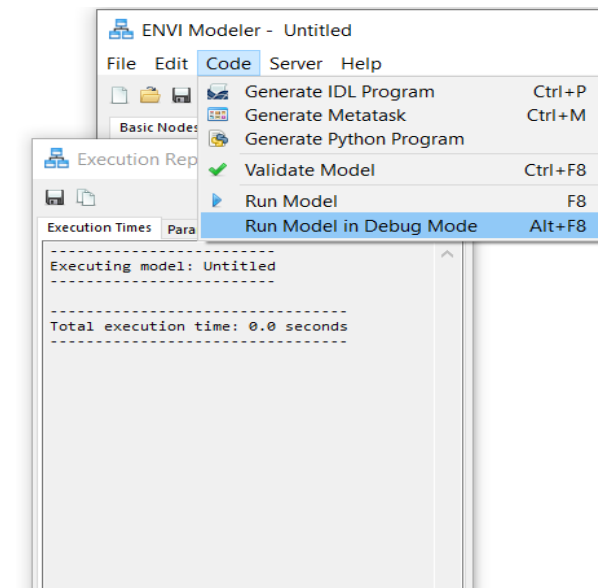 ENVI Modeler - Untitled
File Edit Code Server Help
Generate IDL Program Ctrl+P
Generate Metatask Ctrl+M
Generate Python Program
Validate Model Ctrl+F8
Run Model F8
Run Model in Debug Mode Alt+F8
Basic Nodes
Execution Rep
Execution Times Para
-------------------------
Executing model: Untitled
-------------------------
---------------------------------
Total execution time: 0.0 seconds
---------------------------------